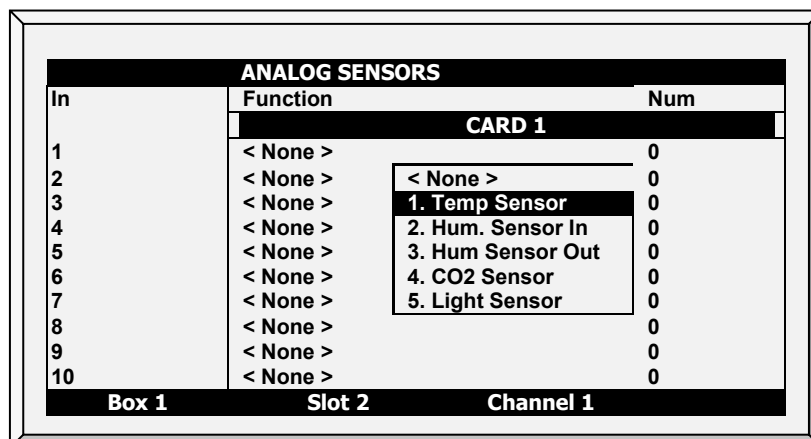 ANALOG SENSORS
In Function Num
CARD 1
1 < None > 0
2 < None > < None > 0
3 < None > 1. Temp Sensor 0
4 < None > 2. Hum. Sensor In 0
5 < None > 3. Hum Sensor Out 0
6 < None > 4. CO2 Sensor 0
7 < None > 5. Light Sensor 0
8 < None > 0
9 < None > 0
10 < None > 0
Box 1 Slot 2 Channel 1